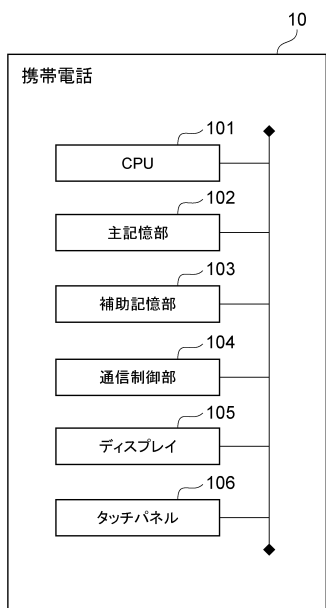 10
携帯電話
101
CPU
102
主記憶部
103
補助記憶部
104
通信制御部
105
ディスプレイ
106
タッチパネル